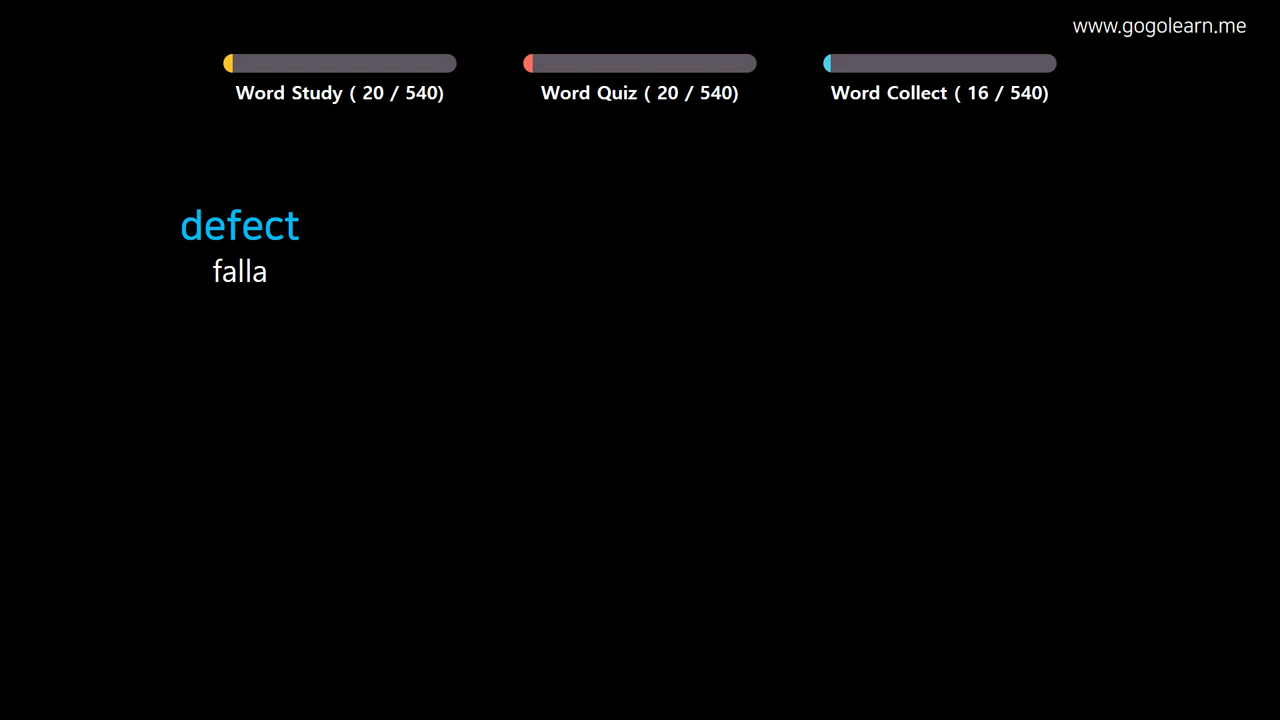 www.gogolearn.me
Word Study ( 20 / 540)
Word Quiz ( 20 / 540)
Word Collect ( 16 / 540)
defect
falla